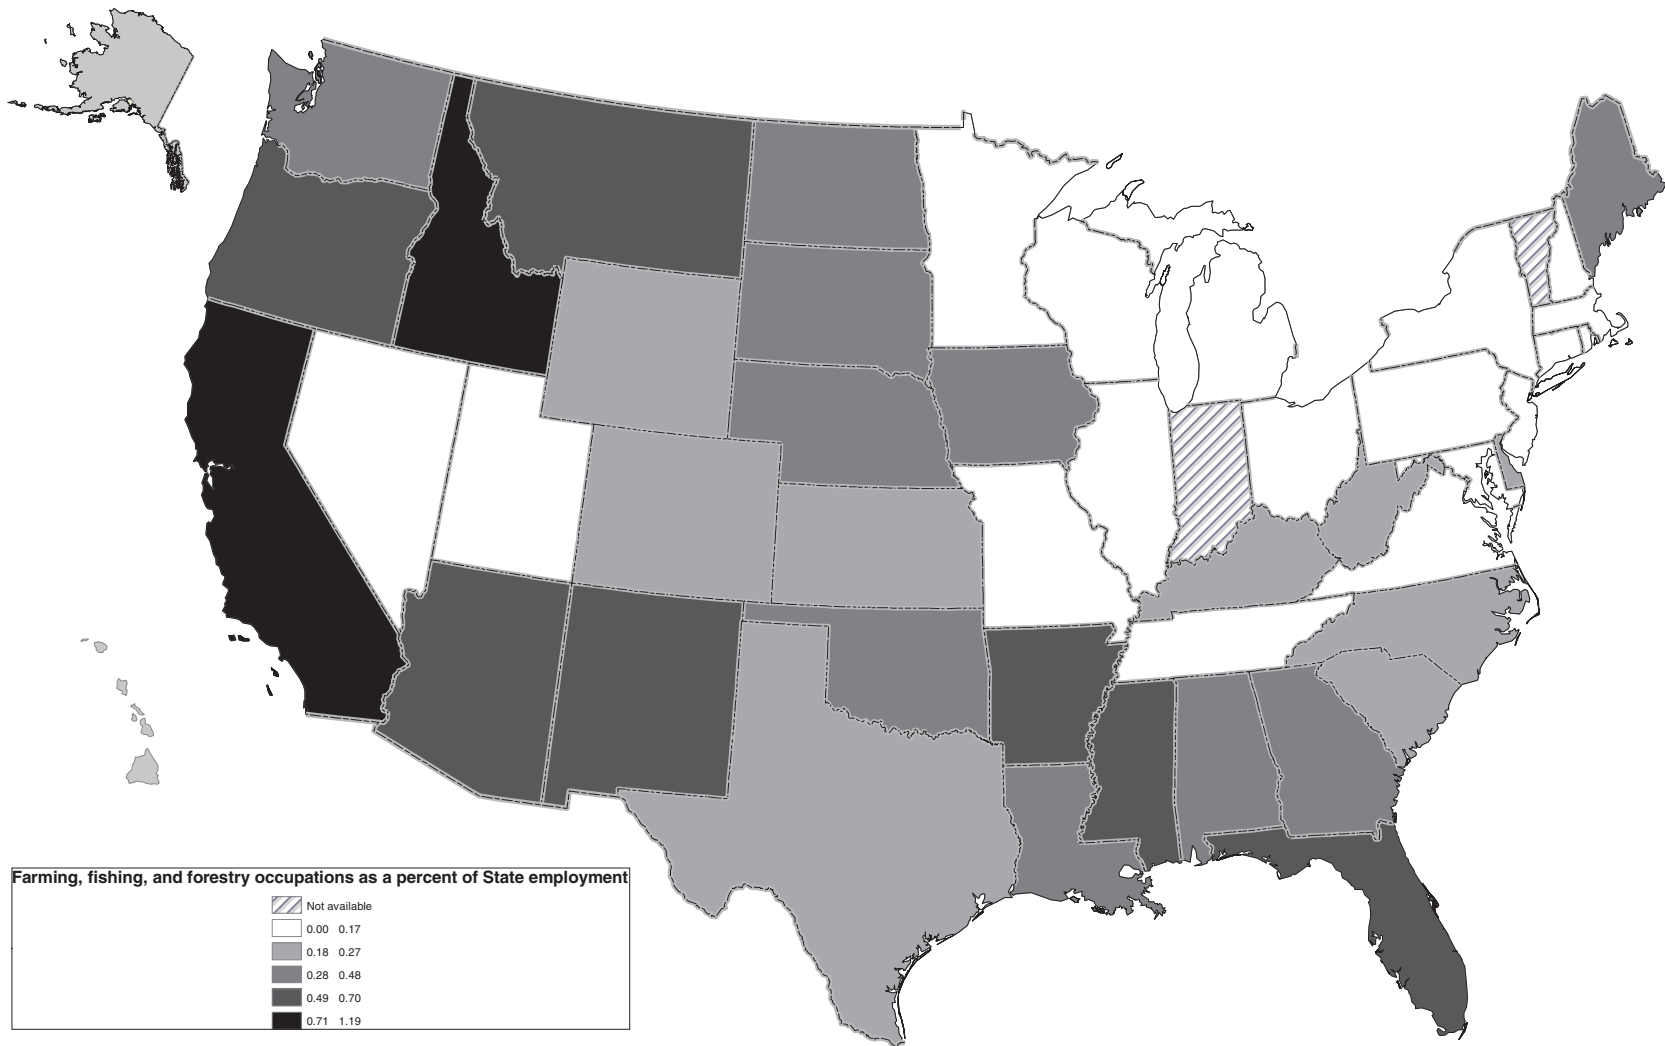 Farming, fishing, and forestry occupations as a percent of State employment
Not available
0.00 0.17
0.18 0.27
0.28 0.48
0.49 0.70
0.71 1.19